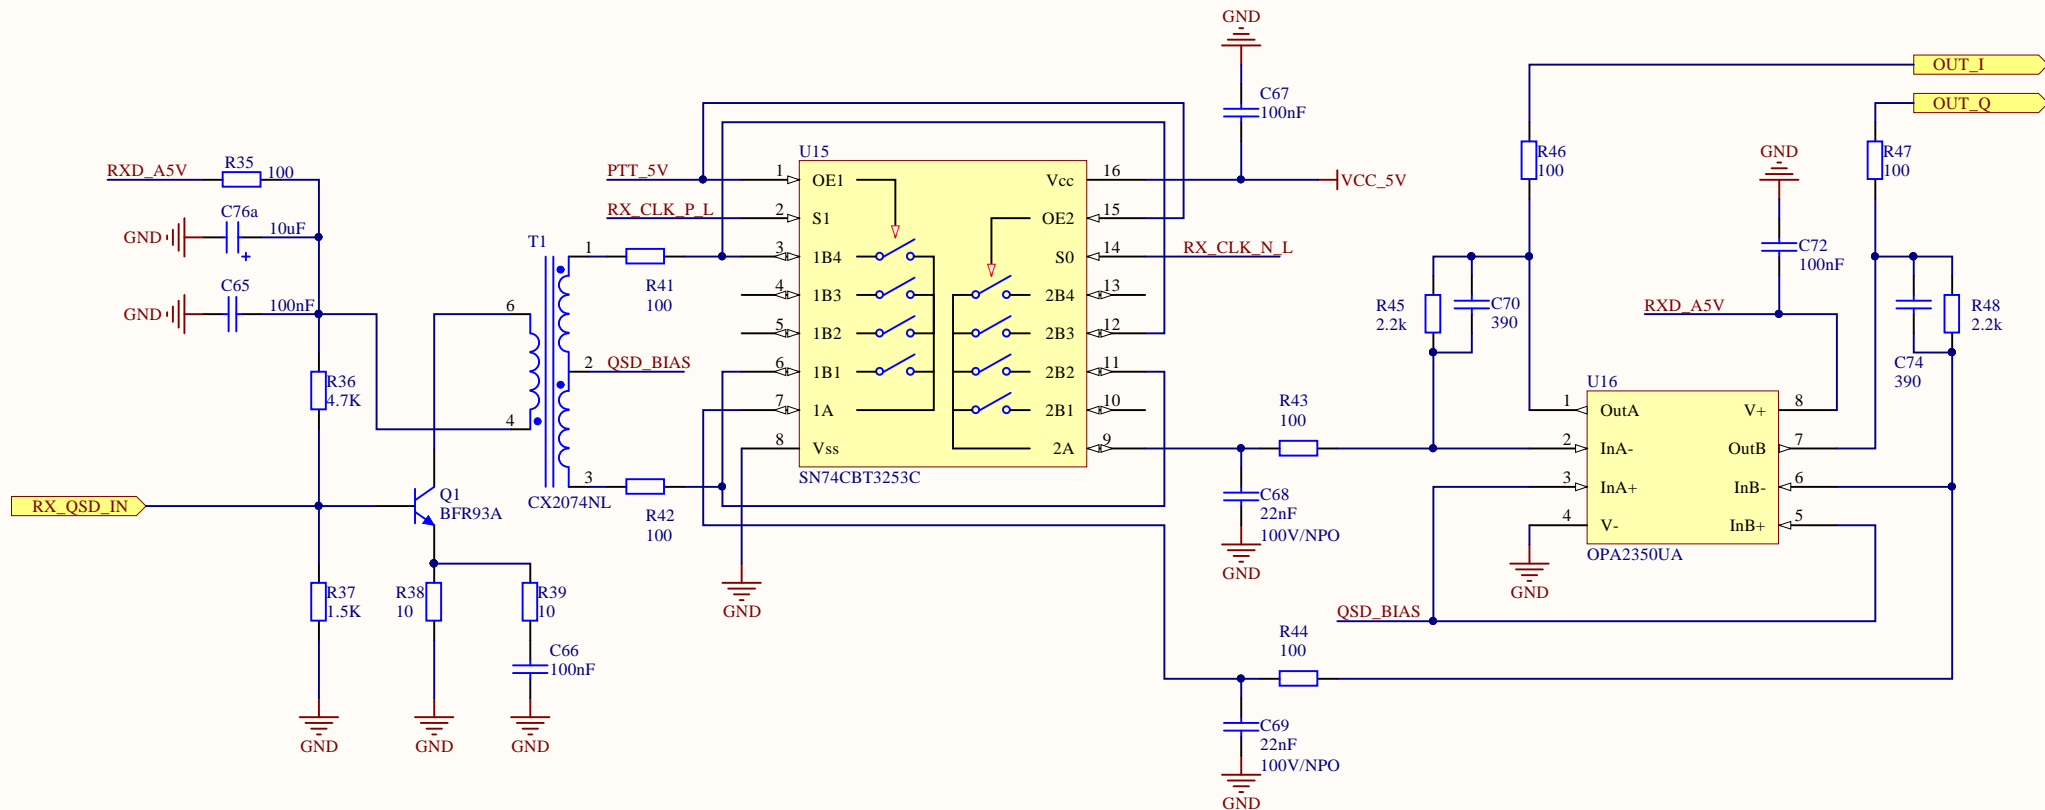 GND
OUT_I
OUT_Q
C67
100nF
RXD_A5V
R35
100
C76a
10uF
+
GND
C65
100nF
GND
R36
4.7K
RX_QSD_IN
Q1
BFR93A
R37
1.5K
R38
10
R39
10
C66
100nF
GND
GND
GND
T1
6
4
1
2
3
CX2074NL
R41
100
QSD_BIAS
R42
100
PTT_5V
RX_CLK_P_L
U15
1 OE1
2 S1
3 1B4
4 1B3
5 1B2
6 1B1
7 1A
8 Vss
Vcc 16
OE2 15
S0 14
2B4 13
2B3 12
2B2 11
2B1 10
2A 9
SN74CBT3253C
GND
VCC_5V
RX_CLK_N_L
R43
100
C68
22nF
100V/NPO
GND
R44
100
C69
22nF
100V/NPO
GND
R46
100
R45
2.2k
C70
390
GND
C72
100nF
RXD_A5V
R47
100
C74
390
R48
2.2k
U16
1 OutA
2 InA-
3 InA+
4 V-
V+ 8
OutB 7
InB- 6
InB+ 5
OPA2350UA
GND
QSD_BIAS